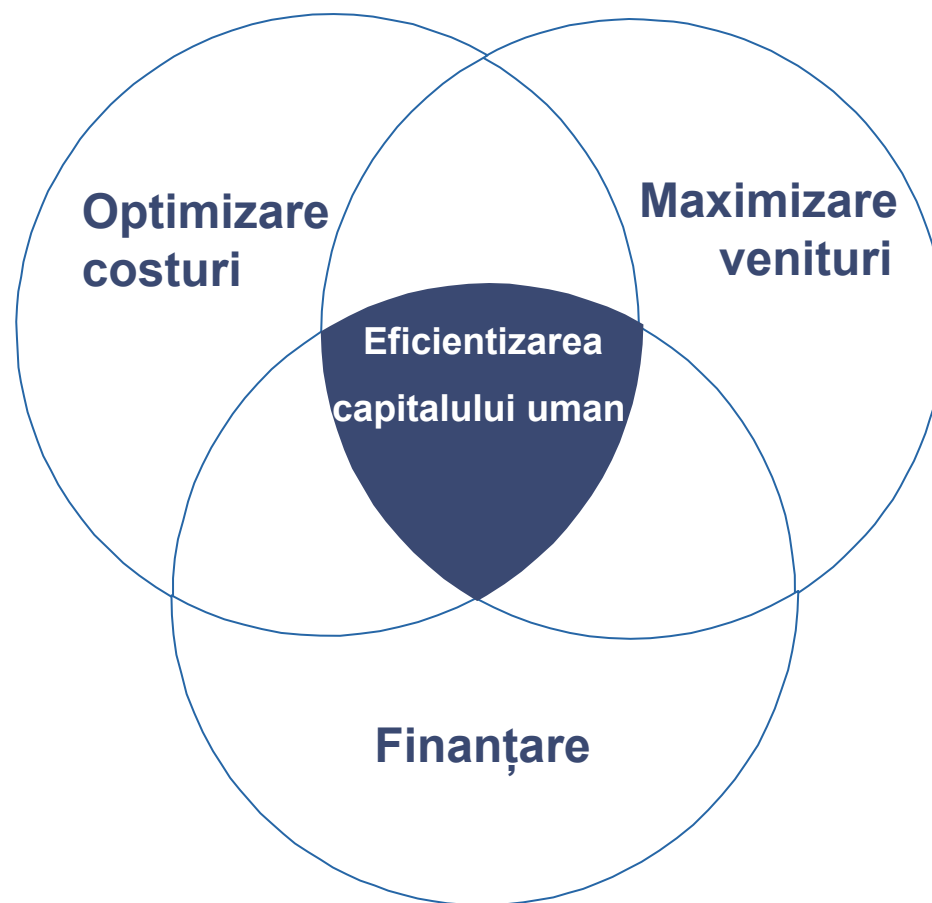 Optimizare
costuri
Maximizare
venituri
Eficientizarea
capitalului uman
Finanțare